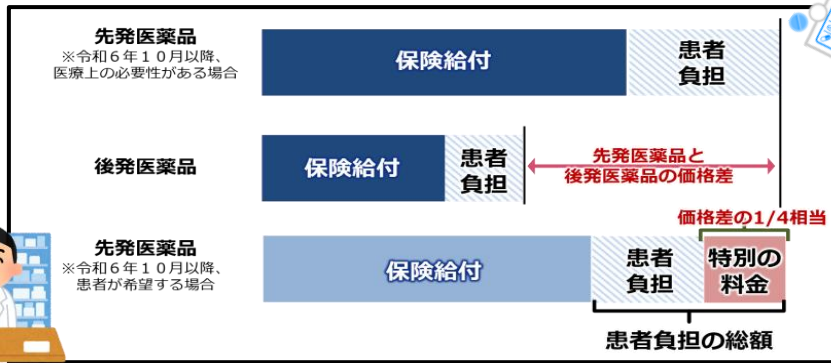 先発医薬品
※令和６年１０月以降、
医療上の必要性がある場合
保険給付
患者
負担
後発医薬品
保険給付
患者
負担
先発医薬品と
後発医薬品の価格差
価格差の1/4相当
先発医薬品
※令和６年１０月以降、
患者が希望する場合
保険給付
患者
負担
特別の
料金
患者負担の総額